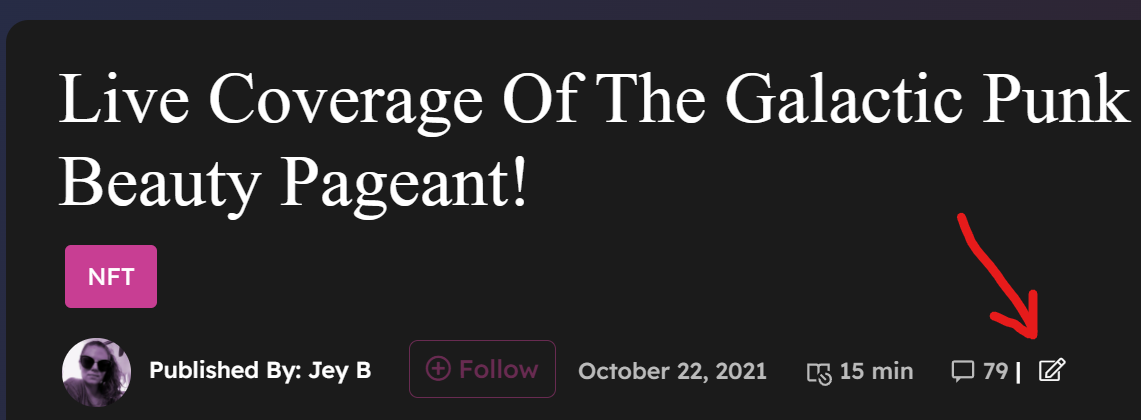 Live Coverage Of The Galactic Punk
Beauty Pageant!
NFT
Published By: Jey B Follow October 22, 2021 15 min 79 |